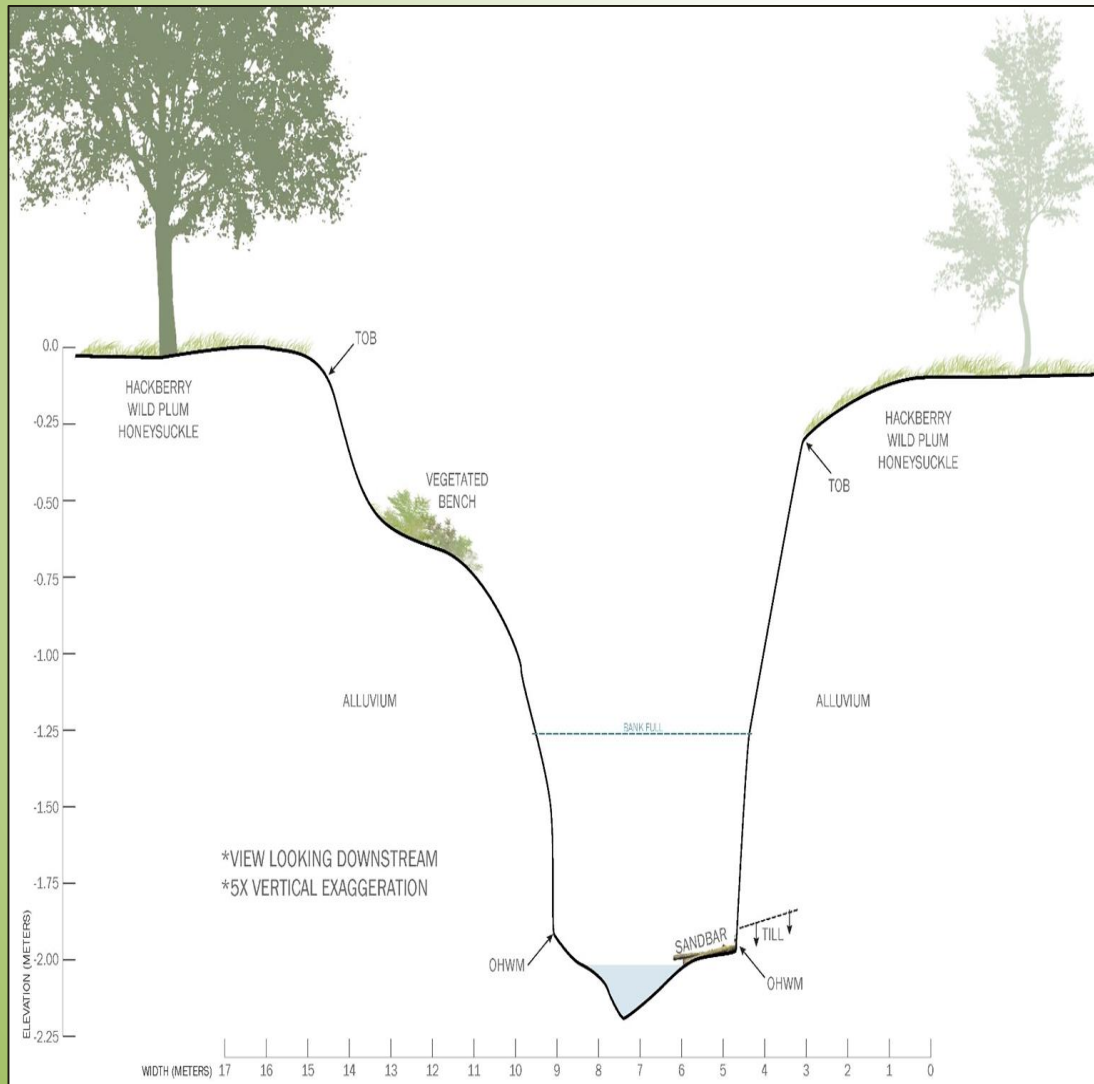 TOB
0.0
HACKBERRY
WILD PLUM
HONEYSUCKLE
-0.25
HACKBERRY
WILD PLUM
HONEYSUCKLE
TOB
VEGETATED
BENCH
-0.50
-0.75
-1.00
ALLUVIUM
ALLUVIUM
-1.25
BANK FULL
-1.50
*VIEW LOOKING DOWNSTREAM
*5X VERTICAL EXAGGERATION
-1.75
SANDBAR
TILL
OHWM
OHWM
-2.00
-2.25
ELEVATION (METERS)
WIDTH (METERS) 17 16 15 14 13 12 11 10 9 8 7 6 5 4 3 2 1 0